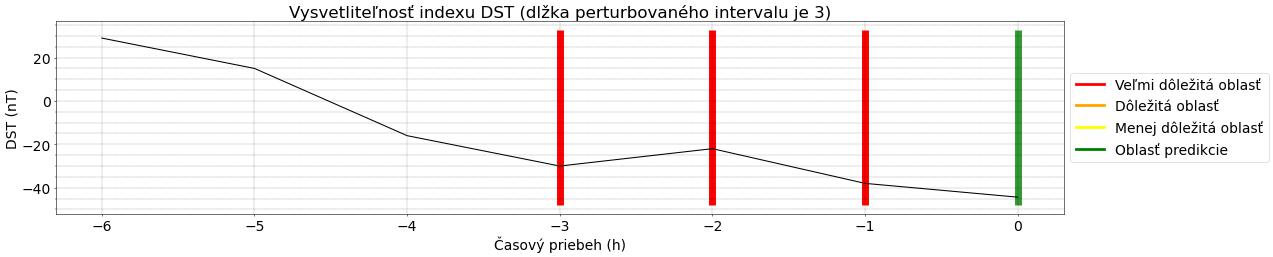 Vysvetliteľnosť indexu DST (dĺžka perturbovaného intervalu je 3)
DST (nT)
20
0
−20
−40
−6 −5 −4 −3 −2 −1 0
Časový priebeh (h)
Veľmi dôležitá oblasť
Dôležitá oblasť
Menej dôležitá oblasť
Oblasť predikcie